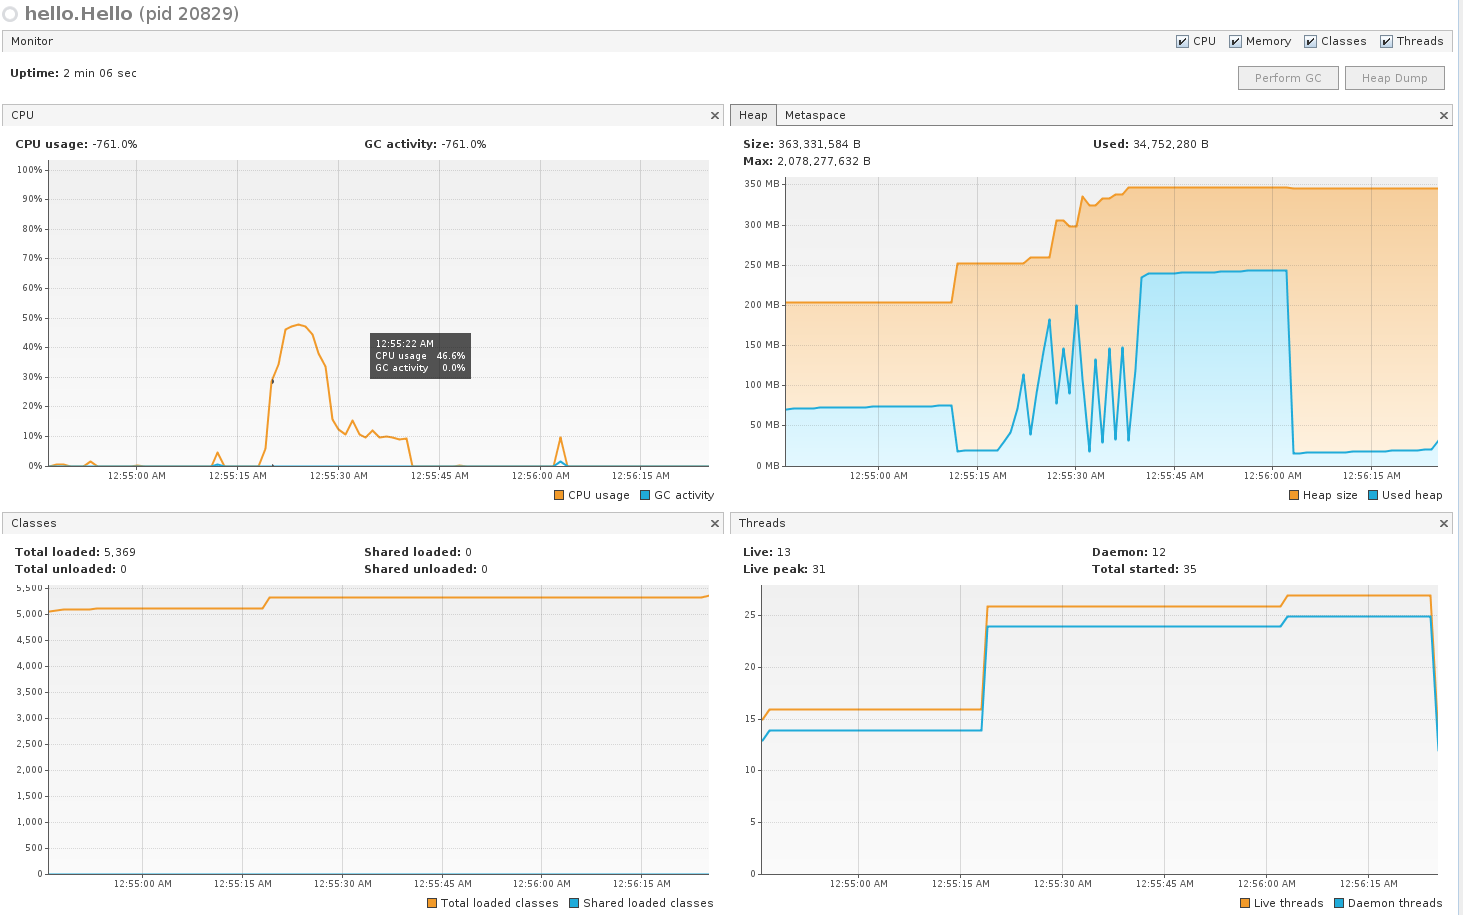 hello.Hello (pid 20829)
Monitor
CPU Memory Classes Threads
Uptime: 2 min 06 sec
Perform GC Heap Dump
CPU
CPU usage: -761.0% GC activity: -761.0%
100%
90%
80%
70%
60%
50%
40%
30%
20%
10%
0%
12:55:22 AM
CPU usage 46.6%
GC activity 0.0%
12:55:00 AM 12:55:15 AM 12:55:30 AM 12:55:45 AM 12:56:00 AM 12:56:15 AM
CPU usage GC activity
Heap Metaspace
Size: 363,331,584 B Used: 34,752,280 B
Max: 2,078,277,632 B
350 MB
300 MB
250 MB
200 MB
150 MB
100 MB
50 MB
0 MB
12:55:00 AM 12:55:15 AM 12:55:30 AM 12:55:45 AM 12:56:00 AM 12:56:15 AM
Heap size Used heap
Classes
Total loaded: 5,369 Shared loaded: 0
Total unloaded: 0 Shared unloaded: 0
5,500
5,000
4,500
4,000
3,500
3,000
2,500
2,000
1,500
1,000
500
0
12:55:00 AM 12:55:15 AM 12:55:30 AM 12:55:45 AM 12:56:00 AM 12:56:15 AM
Total loaded classes Shared loaded classes
Threads
Live: 13 Daemon: 12
Live peak: 31 Total started: 35
25
20
15
10
5
0
12:55:00 AM 12:55:15 AM 12:55:30 AM 12:55:45 AM 12:56:00 AM 12:56:15 AM
Live threads Daemon threads